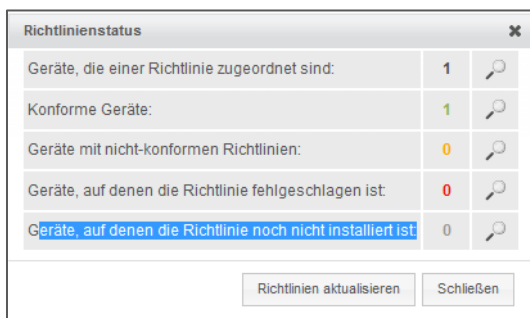 Richtlinienstatus
Geräte, die einer Richtlinie zugeordnet sind: 1
Konforme Geräte: 1
Geräte mit nicht-konformen Richtlinien: 0
Geräte, auf denen die Richtlinie fehlgeschlagen ist: 0
Geräte, auf denen die Richtlinie noch nicht installiert ist: 0
Richtlinien aktualisieren Schließen